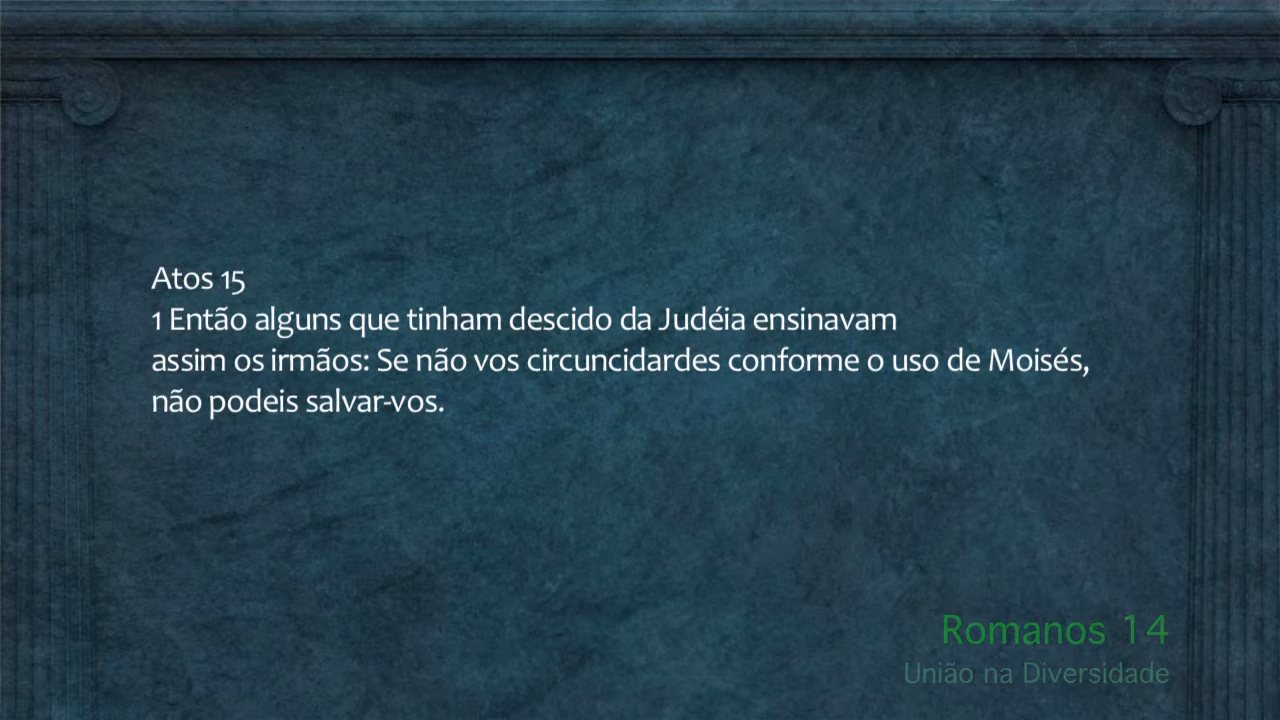 Atos 15
1 Então alguns que tinham descido da Judéia ensinavam
assim os irmãos: Se não vos circuncidardes conforme o uso de Moisés,
não podeis salvar-vos.
Romanos 14
União na Diversidade